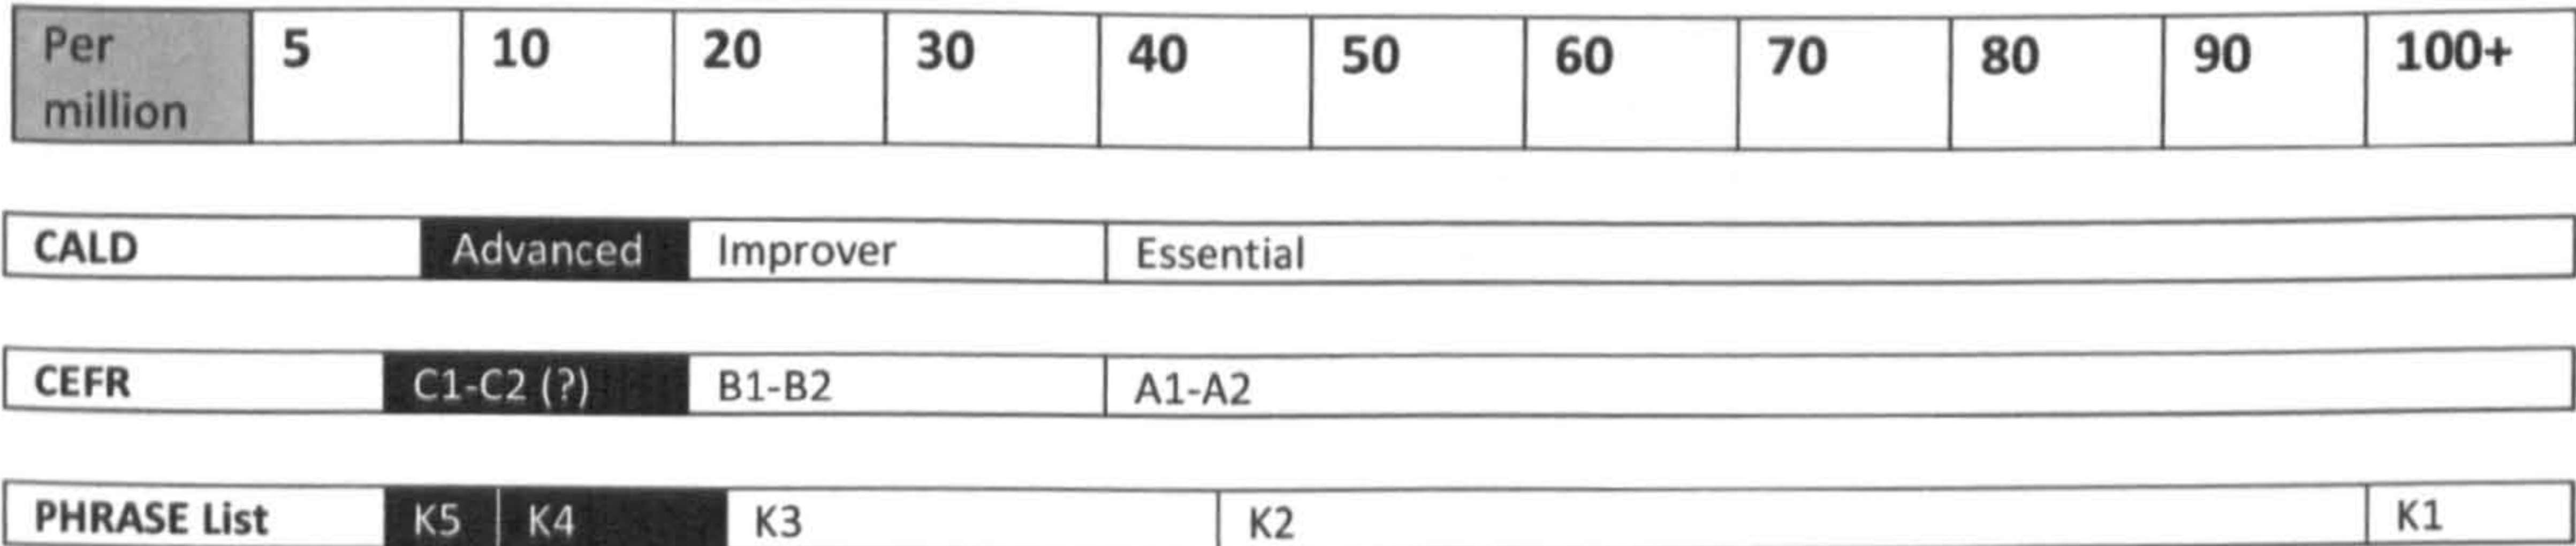 Per million 5 10 20 30 40 50 60 70 80 90 100+
CALD Advanced Improver Essential
CEFR C1-C2 (?) B1-B2 A1-A2
PHRASE List K5 K4 K3 K2 K1